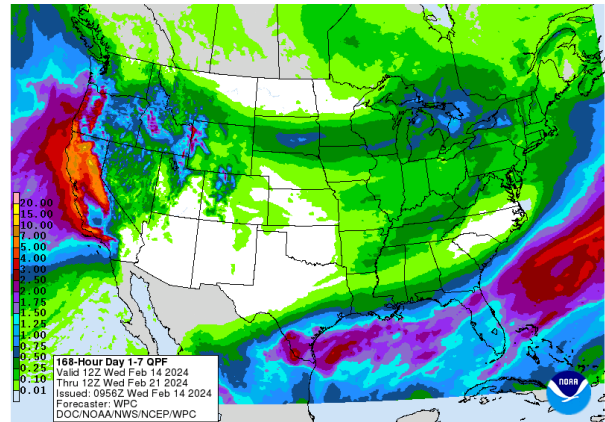 20.00
15.00
10.00
7.00
5.00
4.00
3.00
2.50
2.00
1.75
1.50
1.25
1.00
0.75
0.50
0.25
0.10
0.01
168-Hour Day 1-7 QPF
Valid 12Z Wed Feb 14 2024
Thru 12Z Wed Feb 21 2024
Issued: 0956Z Wed Feb 14 2024
Forecaster: WPC
DOC/NOAA/NWS/NCEP/WPC
NOAA